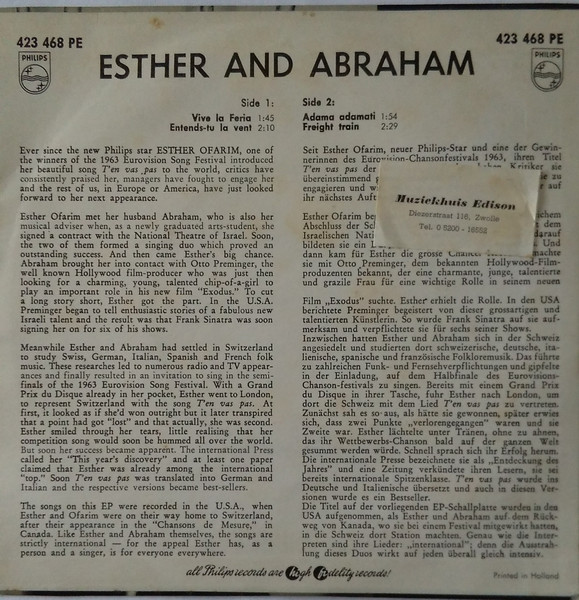 423 468 PE
423 468 PE
PHILIPS
PHILIPS
ESTHER AND ABRAHAM
Side 1:
Vive la Feria 1:45
Entends-tu la vent 2:10
Side 2:
Adama adamati 1:54
Freight train 2:29
Ever since the new Philips star ESTHER OFARIM, one of
the winners of the 1963 Eurovision Song Festival introduced
her beautiful song T'en vas pas to the world, critics have
consistently praised her, managers have fought to engage her
and the rest of us, in Europe or America, have just looked
forward to her next appearance.
Esther Ofarim met her husband Abraham, who is also her
musical adviser when, as a newly graduated arts-student, she
signed a contract with the National Theatre of Israel. Soon,
the two of them formed a singing duo which proved an
outstanding success. And then came Esther's big chance.
Abraham brought her into contact with Otto Preminger, the
well known Hollywood film-producer who was just then
looking for a charming, young, talented chip-of-a-girl to
play an important role in his new film "Exodus." To cut
a long story short, Esther got the part. In the U.S.A.
Preminger began to tell enthusiastic stories of a fabulous new
Israeli talent and the result was that Frank Sinatra was soon
signing her on for six of his shows.
Meanwhile Esther and Abraham had settled in Switzerland
to study Swiss, German, Italian, Spanish and French folk
music. These researches led to numerous radio and TV appear-
ances and finally resulted in an invitation to sing in the semi-
finals of the 1963 Eurovision Song Festival. With a Grand
Prix du Disque already in her pocket, Esther went to London,
to represent Switzerland with the song T'en vas pas. At
first, it looked as if she'd won outright but it later transpired
that a point had got "lost" and that actually, she was second.
Esther smiled through her tears, little realising that her
competition song would soon be hummed all over the world.
But soon her success became apparent. The international Press
called her "This year's discovery" and at least one paper
claimed that Esther was already among the international
"top." Soon T'en vas pas was translated into German and
Italian and the respective versions became best-sellers.
The songs on this EP were recorded in the U.S.A., when
Esther and Ofarim were on their way home to Switzerland,
after their appearance in the "Chansons de Mesure," in
Canada. Like Esther and Abraham themselves, the songs are
strictly international — for the appeal Esther has, as a
person and a singer, is for everyone everywhere.
Seit Esther Ofarim, neuer Philips-Star und eine der Gewin-
nerinnen des Eurovision-Chansonfestivals 1963, ihren Titel
T'en vas pas der Kritiker sie
übereinstimmend
engagieren und w
ihr nächstes Auft
Esther Ofarim be
Abschluss der Sc
Israelischen Nati
bildeten sie ein Und
dann kam für Esther die grosse machte
sie mit Otto Preminger, dem bekannten Hollywood-Film-
produzenten bekannt, der eine charmante, junge, talentierte
und grazile Frau für eine wichtige Rolle in seinem neuen
Film „Exodus“ suchte. Esther erhielt die Rolle. In den USA
berichtete Preminger begeistert von dieser grossartigen und
talentierten Künstlerin. So wurde Frank Sinatra auf sie auf-
merksam und verpflichtete sie für sechs seiner Shows.
Inzwischen hatten Esther und Abraham sich in der Schweiz
angesiedelt und studierten dort schweizerische, deutsche, ita-
lienische, spanische und französische Folkloremusik. Das führte
zu zahlreichen Funk- und Fernsehverpflichtungen und gipfelte
in der Einladung, auf dem Halbfinale des Eurovisions-
Chanson-festivals zu singen. Bereits mit einem Grand Prix
du Disque in ihrer Tasche, fuhr Esther nach London, um
dort die Schweiz mit dem Lied T'en vas pas zu vertreten.
Zunächst sah es so aus, als hätte sie gewonnen, später erwies
sich, dass zwei Punkte „verlorengegangen“ waren und sie
Zweite war. Esther lächelte unter Tränen, ohne zu ahnen,
dass ihr Wettbewerbs-Chanson bald auf der ganzen Welt
gesummt werden würde. Schnell sprach sich ihr Erfolg herum.
Die internationale Presse bezeichnete sie als „Entdeckung des
Jahres“ und eine Zeitung verkündete ihren Lesern, sie sei
bereits internationale Spitzenklasse. T'en vas pas wurde ins
Deutsche und Italienische übersetzt und auch in diesen Ver-
sionen wurde es ein Bestseller.
Die Titel auf der vorliegenden EP-Schallplatte wurden in den
USA aufgenommen, als Esther und Abraham auf dem Rück-
weg von Kanada, wo sie bei einem Festival mitgewirkt hatten,
in die Schweiz dort Station machten. Genau wie die Inter-
preten sind ihre Lieder: „international“; denn die Ausstrah-
lung dieses Duos wirkt auf jeden überall gleich intensiv.
Muziekhuis Edison
Diezerstraat 116, Zwolle
Tel. 0 5200 - 16552
all Philips records are high fidelity records!
Printed in Holland